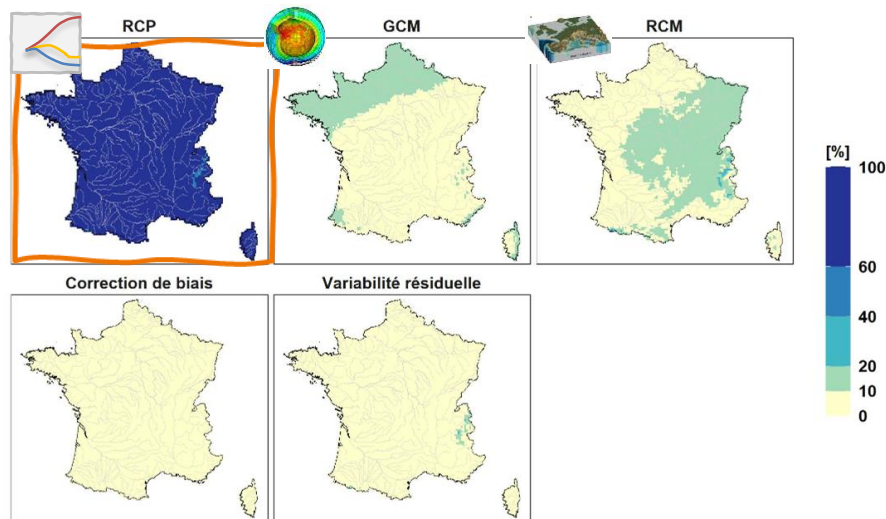 RCP
GCM
RCM
[%]
100
60
40
20
10
0
Correction de biais
Variabilité résiduelle